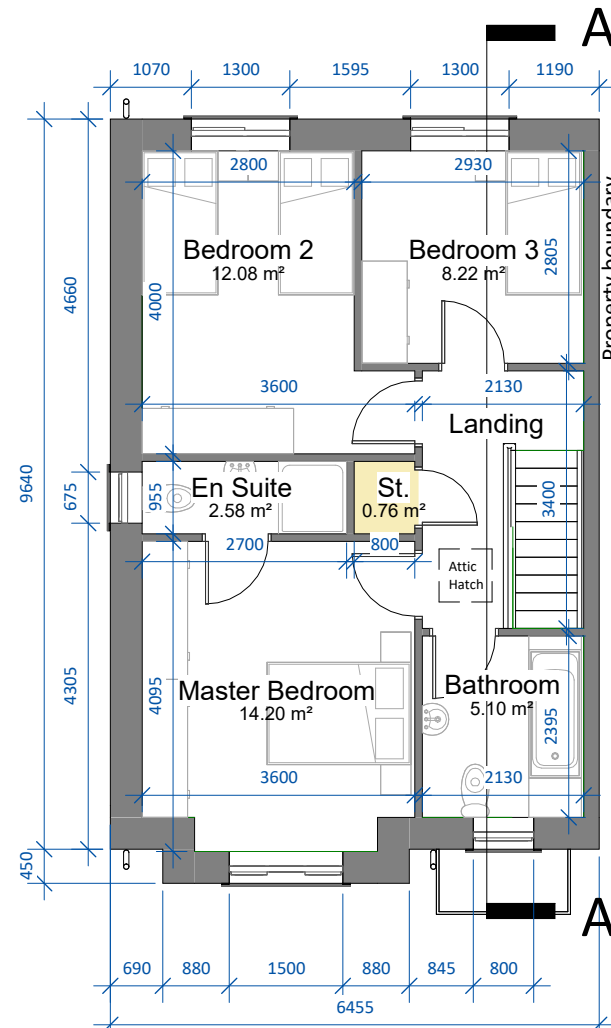 A
1070 1300 1595 1300 1190
2800 2930
Property boundary
Bedroom 2
12.08 m²
Bedroom 3
8.22 m²
2805
4660
4000
3600 2130
Landing
9640
675
955
En Suite
2.58 m²
St.
0.76 m²
3400
2700 800
Attic
Hatch
4305
4095
Master Bedroom
14.20 m²
Bathroom
5.10 m²
2395
3600 2130
450
A
690 880 1500 880 845 800
6455